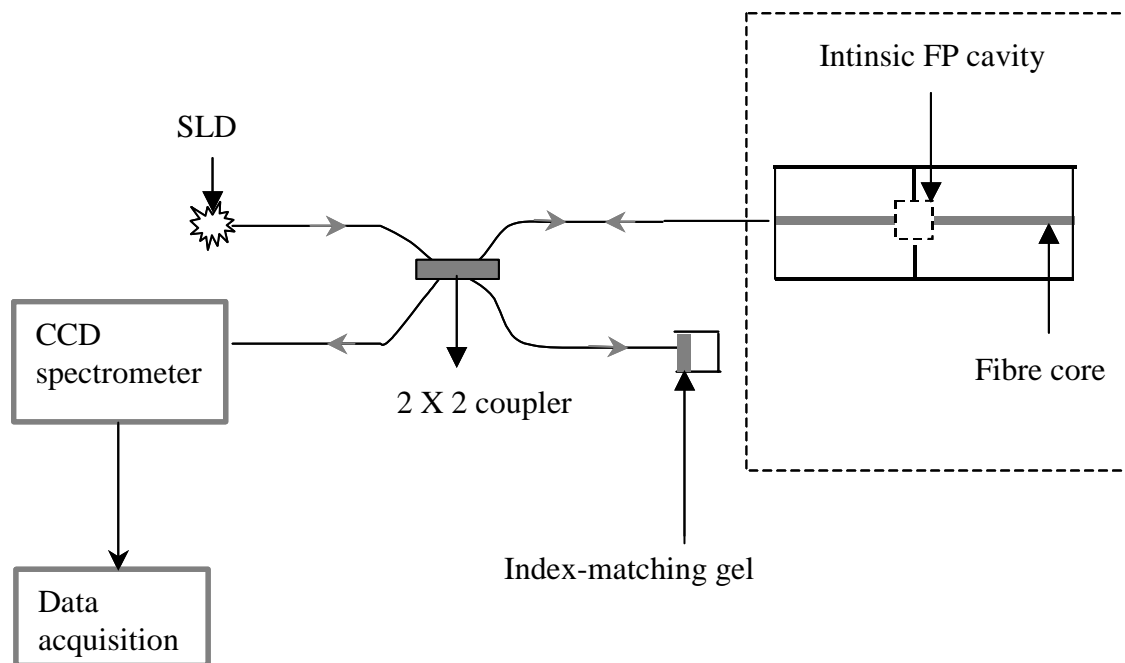 Intinsic FP cavity
SLD
CCD
spectrometer
2 X 2 coupler
Fibre core
Index-matching gel
Data
acquisition